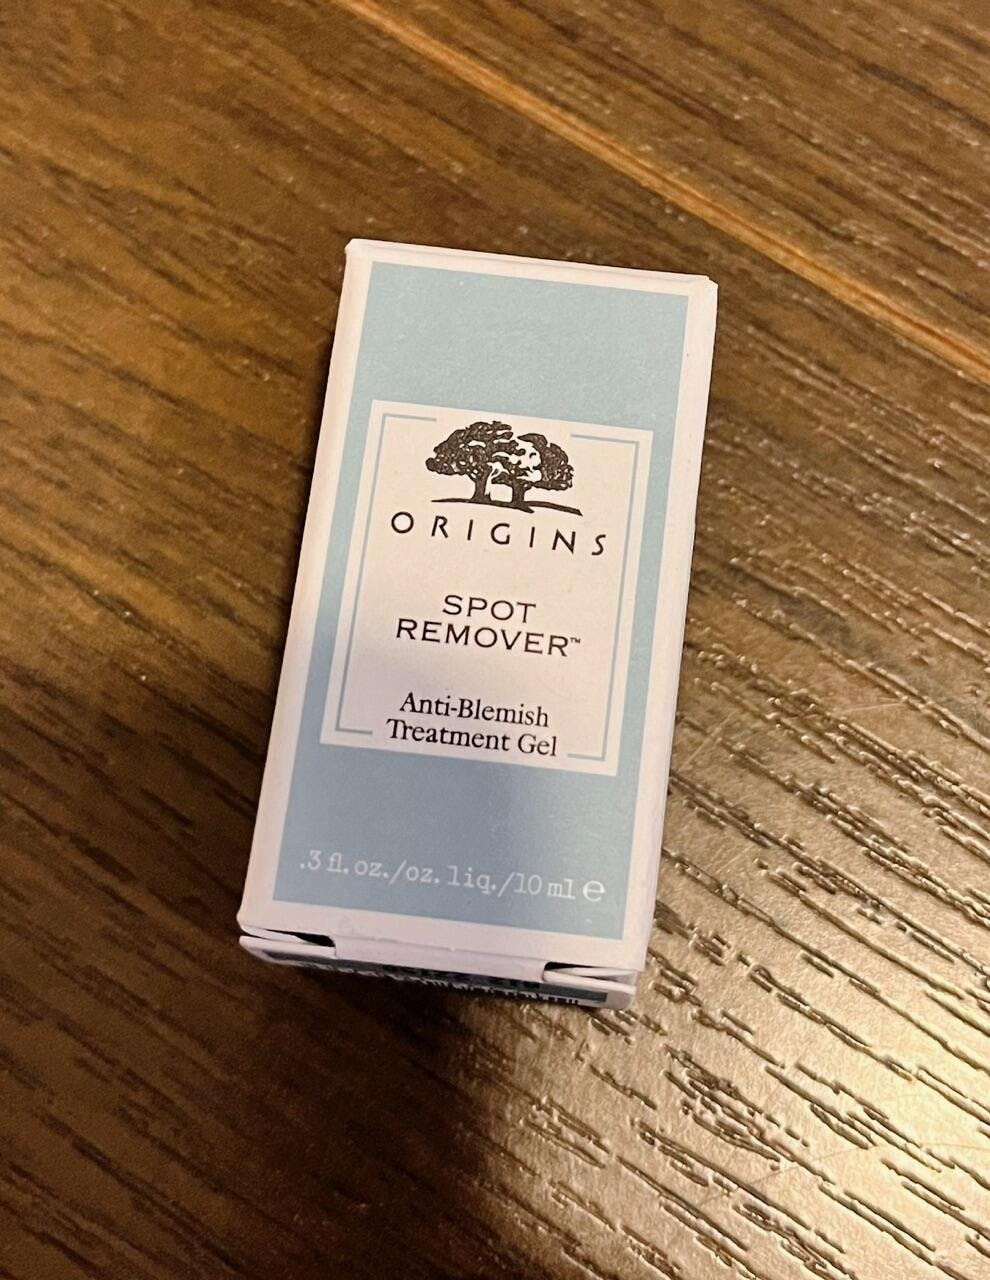 ORIGINS
SPOT
REMOVER™
Anti-Blemish
Treatment Gel
.3 fl. oz./oz. liq./10 ml ℮